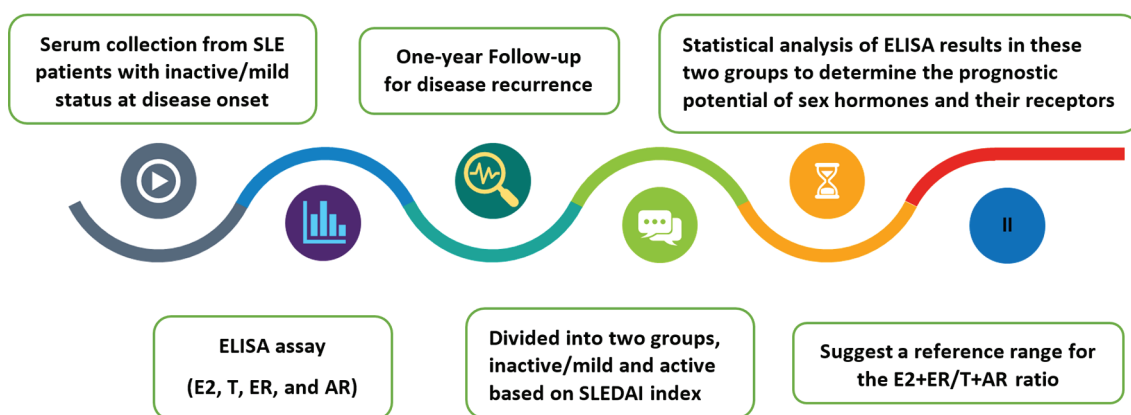 Serum collection from SLE
patients with inactive/mild
status at disease onset
One-year Follow-up
for disease recurrence
Statistical analysis of ELISA results in these
two groups to determine the prognostic
potential of sex hormones and their receptors
II
ELISA assay
(E2, T, ER, and AR)
Divided into two groups,
inactive/mild and active
based on SLEDAI index
Suggest a reference range for
the E2+ER/T+AR ratio